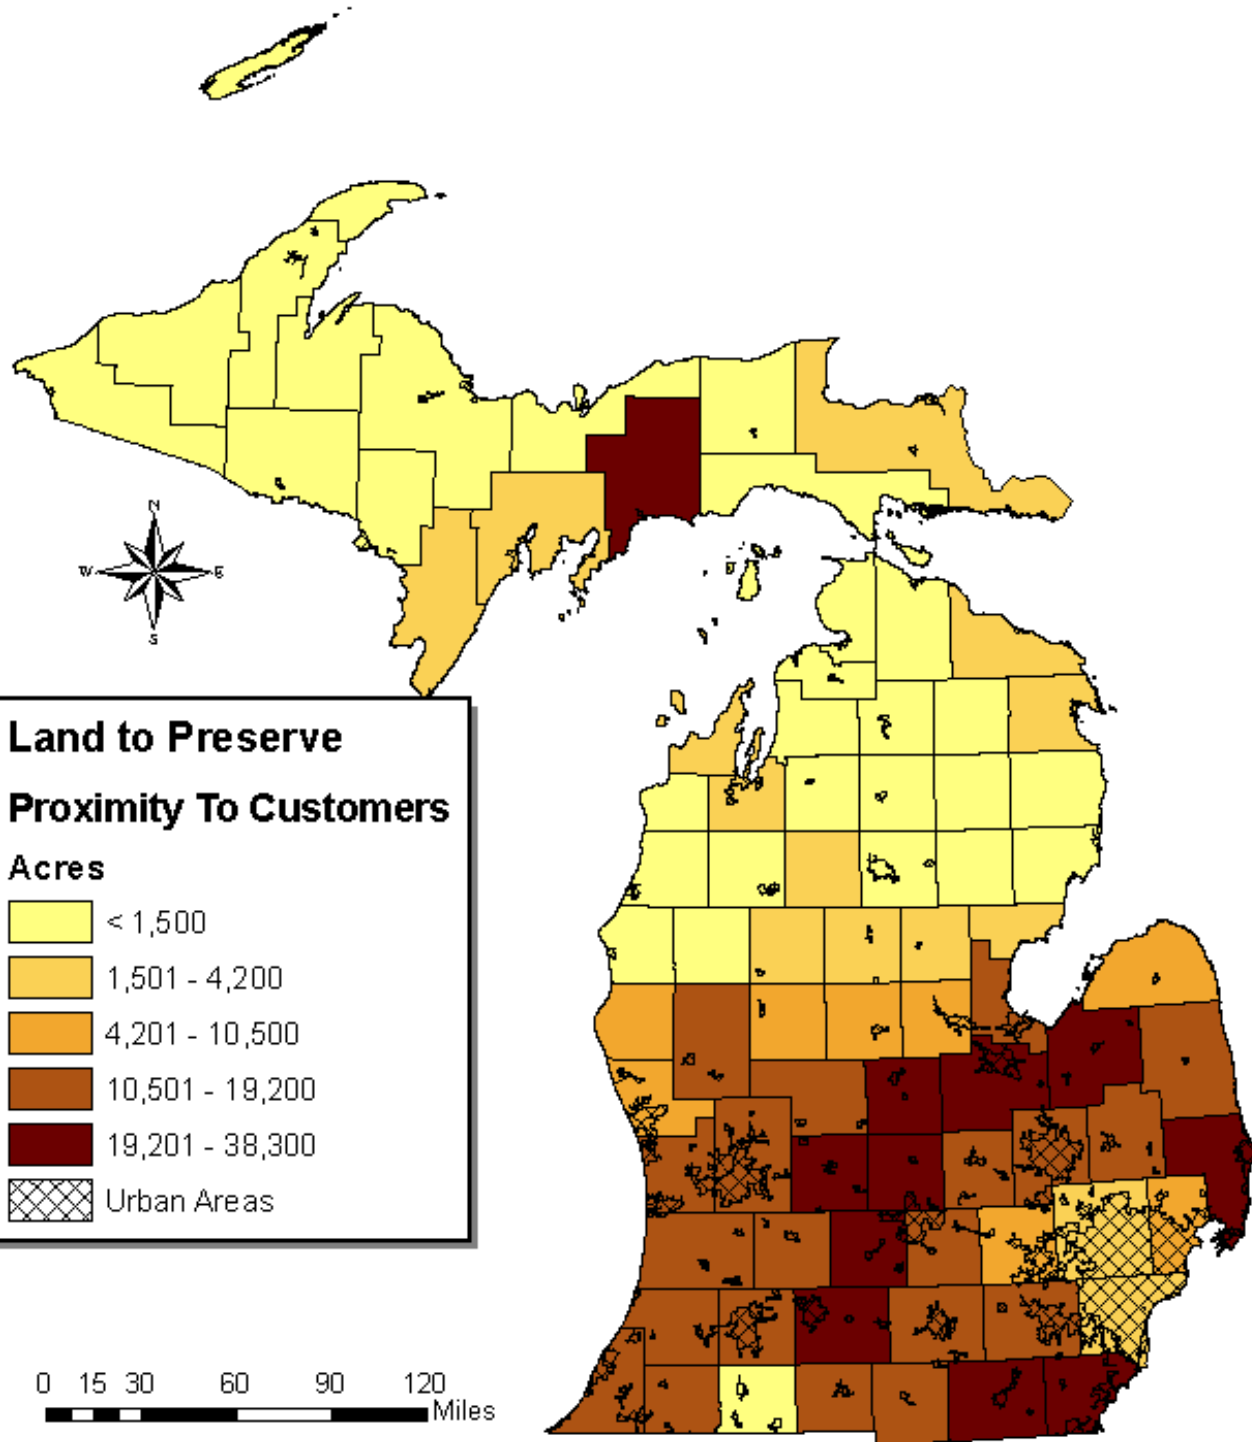 N
W E
S
Land to Preserve
Proximity To Customers
Acres
< 1,500
1,501 - 4,200
4,201 - 10,500
10,501 - 19,200
19,201 - 38,300
Urban Areas
0 15 30 60 90 120
Miles